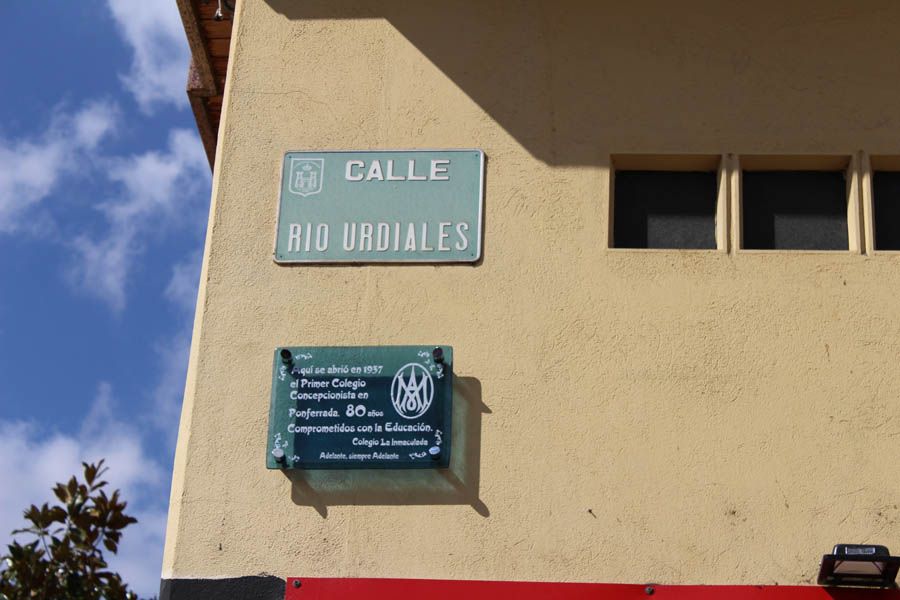 CALLE
RIO URDIALES
Aquí se abrió en 1937
el Primer Colegio
Concepcionista en
Ponferrada. 80 años
Comprometidos con la Educación.
Colegio La Inmaculada
Adelante, siempre Adelante